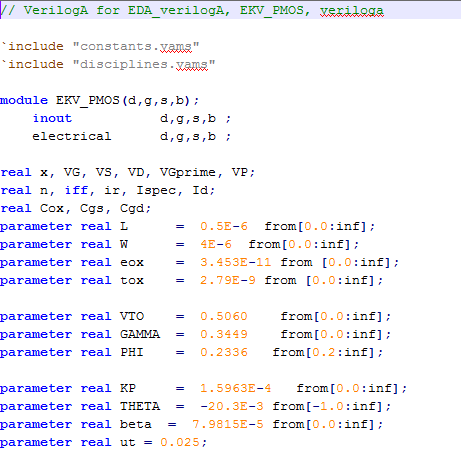 // VerilogA for EDA_verilogA, EKV_PMOS, veriloga
`include "constants.vams"
`include "disciplines.vams"
module EKV_PMOS(d,g,s,b);
inout d,g,s,b ;
electrical d,g,s,b ;
real x, VG, VS, VD, VGprime, VP;
real n, iff, ir, Ispec, Id;
real Cox, Cgs, Cgd;
parameter real L = 0.5E-6 from[0.0:inf];
parameter real W = 4E-6 from[0.0:inf];
parameter real eox = 3.453E-11 from [0.0:inf];
parameter real tox = 2.79E-9 from [0.0:inf];
parameter real VTO = 0.5060 from[0.0:inf];
parameter real GAMMA = 0.3449 from[0.0:inf];
parameter real PHI = 0.2336 from[0.2:inf];
parameter real KP = 1.5963E-4 from[0.0:inf];
parameter real THETA = -20.3E-3 from[-1.0:inf];
parameter real beta = 7.9815E-5 from[0.0:inf];
parameter real ut = 0.025;